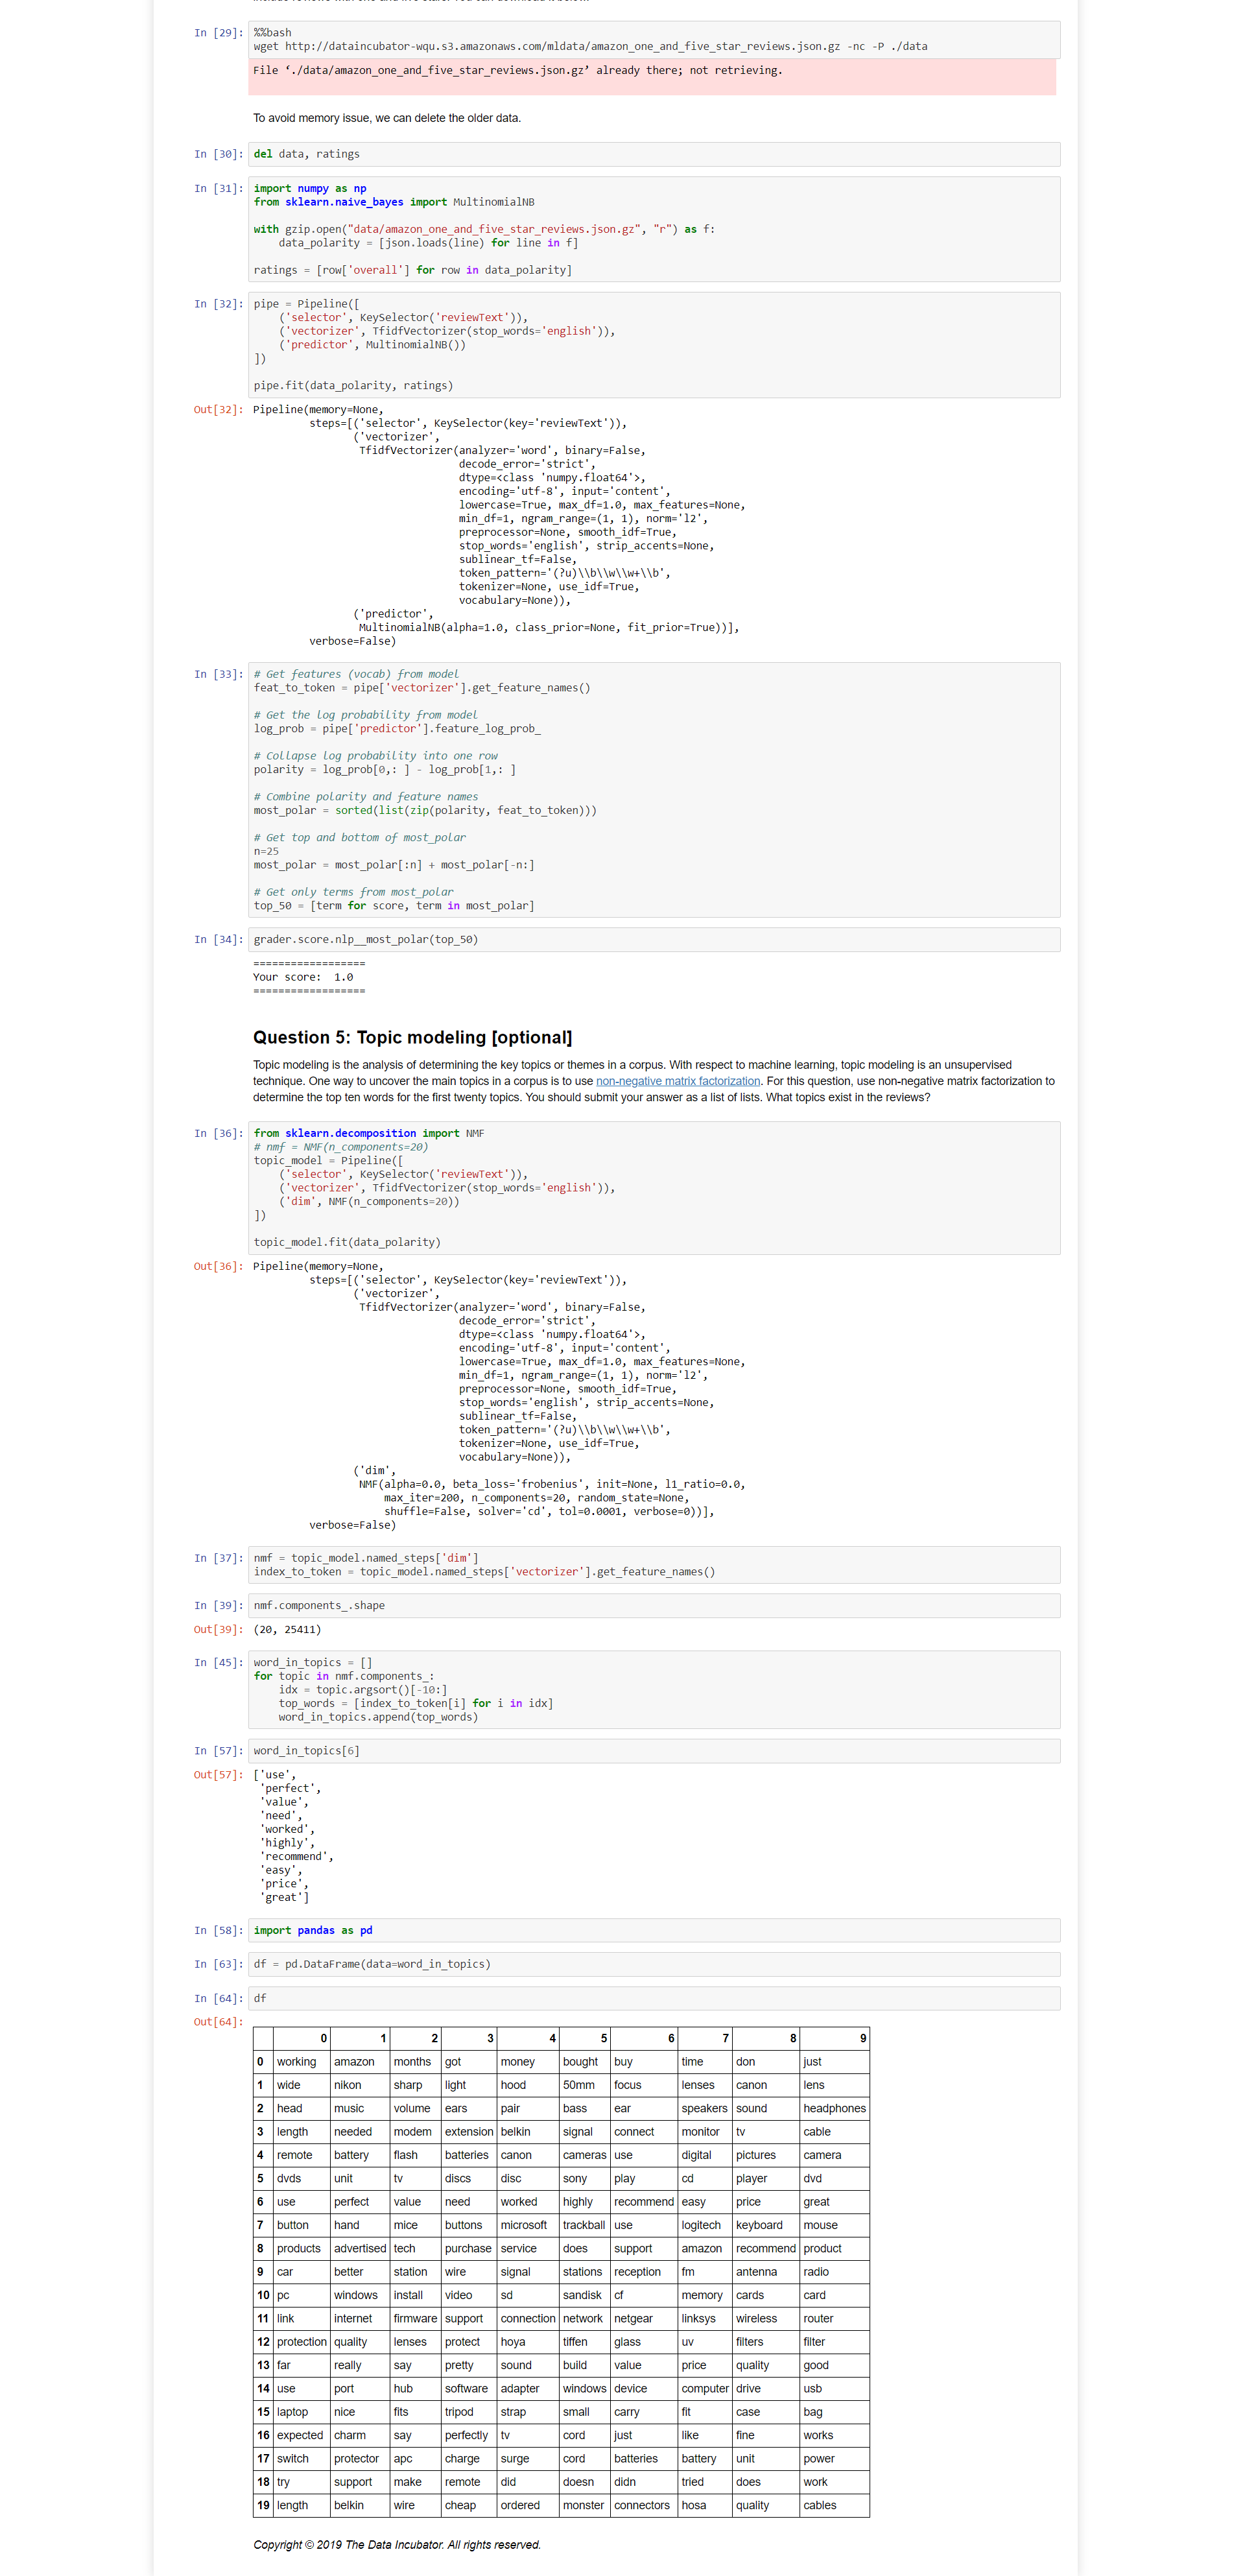 In [29]: %%bash
wget http://dataincubator-wqu.s3.amazonaws.com/mldata/amazon_one_and_five_star_reviews.json.gz -nc -P ./data
File ‘./data/amazon_one_and_five_star_reviews.json.gz’ already there; not retrieving.
To avoid memory issue, we can delete the older data.
In [30]: del data, ratings
In [31]: import numpy as np
from sklearn.naive_bayes import MultinomialNB
with gzip.open("data/amazon_one_and_five_star_reviews.json.gz", "r") as f:
    data_polarity = [json.loads(line) for line in f]
ratings = [row['overall'] for row in data_polarity]
In [32]: pipe = Pipeline([
    ('selector', KeySelector('reviewText')),
    ('vectorizer', TfidfVectorizer(stop_words='english')),
    ('predictor', MultinomialNB())
])
pipe.fit(data_polarity, ratings)
Out[32]: Pipeline(memory=None,
         steps=[('selector', KeySelector(key='reviewText')),
                ('vectorizer',
                 TfidfVectorizer(analyzer='word', binary=False,
                                 decode_error='strict',
                                 dtype=<class 'numpy.float64'>,
                                 encoding='utf-8', input='content',
                                 lowercase=True, max_df=1.0, max_features=None,
                                 min_df=1, ngram_range=(1, 1), norm='l2',
                                 preprocessor=None, smooth_idf=True,
                                 stop_words='english', strip_accents=None,
                                 sublinear_tf=False,
                                 token_pattern='(?u)\\b\\w\\w+\\b',
                                 tokenizer=None, use_idf=True,
                                 vocabulary=None)),
                ('predictor',
                 MultinomialNB(alpha=1.0, class_prior=None, fit_prior=True))],
         verbose=False)
In [33]: # Get features (vocab) from model
feat_to_token = pipe['vectorizer'].get_feature_names()
# Get the log probability from model
log_prob = pipe['predictor'].feature_log_prob_
# Collapse log probability into one row
polarity = log_prob[0,: ] - log_prob[1,: ]
# Combine polarity and feature names
most_polar = sorted(list(zip(polarity, feat_to_token)))
# Get top and bottom of most_polar
n=25
most_polar = most_polar[:n] + most_polar[-n:]
# Get only terms from most_polar
top_50 = [term for score, term in most_polar]
In [34]: grader.score.nlp__most_polar(top_50)
==================
Your score:  1.0
==================
Question 5: Topic modeling [optional]
Topic modeling is the analysis of determining the key topics or themes in a corpus. With respect to machine learning, topic modeling is an unsupervised
technique. One way to uncover the main topics in a corpus is to use non-negative matrix factorization. For this question, use non-negative matrix factorization to
determine the top ten words for the first twenty topics. You should submit your answer as a list of lists. What topics exist in the reviews?
In [36]: from sklearn.decomposition import NMF
# nmf = NMF(n_components=20)
topic_model = Pipeline([
    ('selector', KeySelector('reviewText')),
    ('vectorizer', TfidfVectorizer(stop_words='english')),
    ('dim', NMF(n_components=20))
])
topic_model.fit(data_polarity)
Out[36]: Pipeline(memory=None,
         steps=[('selector', KeySelector(key='reviewText')),
                ('vectorizer',
                 TfidfVectorizer(analyzer='word', binary=False,
                                 decode_error='strict',
                                 dtype=<class 'numpy.float64'>,
                                 encoding='utf-8', input='content',
                                 lowercase=True, max_df=1.0, max_features=None,
                                 min_df=1, ngram_range=(1, 1), norm='l2',
                                 preprocessor=None, smooth_idf=True,
                                 stop_words='english', strip_accents=None,
                                 sublinear_tf=False,
                                 token_pattern='(?u)\\b\\w\\w+\\b',
                                 tokenizer=None, use_idf=True,
                                 vocabulary=None)),
                ('dim',
                 NMF(alpha=0.0, beta_loss='frobenius', init=None, l1_ratio=0.0,
                     max_iter=200, n_components=20, random_state=None,
                     shuffle=False, solver='cd', tol=0.0001, verbose=0))],
         verbose=False)
In [37]: nmf = topic_model.named_steps['dim']
index_to_token = topic_model.named_steps['vectorizer'].get_feature_names()
In [39]: nmf.components_.shape
Out[39]: (20, 25411)
In [45]: word_in_topics = []
for topic in nmf.components_:
    idx = topic.argsort()[-10:]
    top_words = [index_to_token[i] for i in idx]
    word_in_topics.append(top_words)
In [57]: word_in_topics[6]
Out[57]: ['use',
 'perfect',
 'value',
 'need',
 'worked',
 'highly',
 'recommend',
 'easy',
 'price',
 'great']
In [58]: import pandas as pd
In [63]: df = pd.DataFrame(data=word_in_topics)
In [64]: df
Out[64]:
0 1 2 3 4 5 6 7 8 9
0 working amazon months got money bought buy time don just
1 wide nikon sharp light hood 50mm focus lenses canon lens
2 head music volume ears pair bass ear speakers sound headphones
3 length needed modem extension belkin signal connect monitor tv cable
4 remote battery flash batteries canon cameras use digital pictures camera
5 dvds unit tv discs disc sony play cd player dvd
6 use perfect value need worked highly recommend easy price great
7 button hand mice buttons microsoft trackball use logitech keyboard mouse
8 products advertised tech purchase service does support amazon recommend product
9 car better station wire signal stations reception fm antenna radio
10 pc windows install video sd sandisk cf memory cards card
11 link internet firmware support connection network netgear linksys wireless router
12 protection quality lenses protect hoya tiffen glass uv filters filter
13 far really say pretty sound build value price quality good
14 use port hub software adapter windows device computer drive usb
15 laptop nice fits tripod strap small carry fit case bag
16 expected charm say perfectly tv cord just like fine works
17 switch protector apc charge surge cord batteries battery unit power
18 try support make remote did doesn didn tried does work
19 length belkin wire cheap ordered monster connectors hosa quality cables
Copyright © 2019 The Data Incubator. All rights reserved.